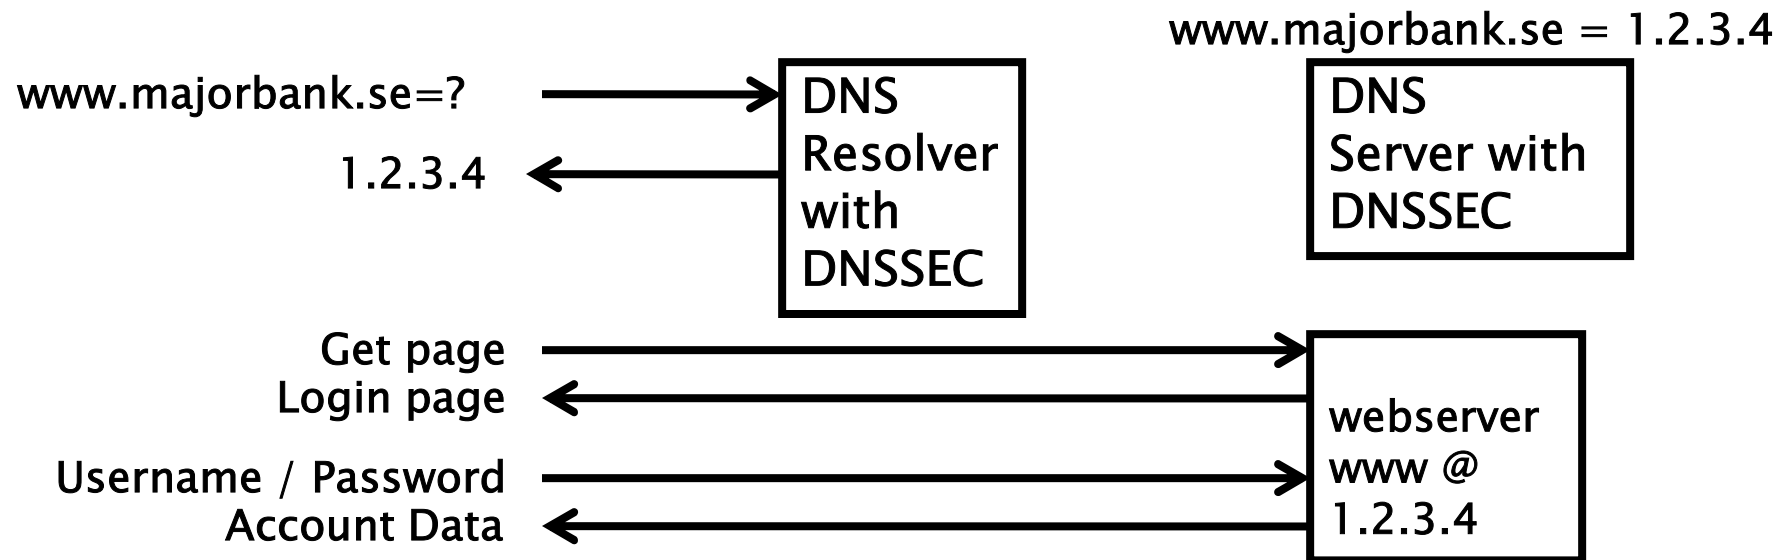 www.majorbank.se = 1.2.3.4
www.majorbank.se=?
1.2.3.4
DNS
Resolver
with
DNSSEC
DNS
Server with
DNSSEC
Get page
Login page
Username / Password
Account Data
webserver
www @
1.2.3.4